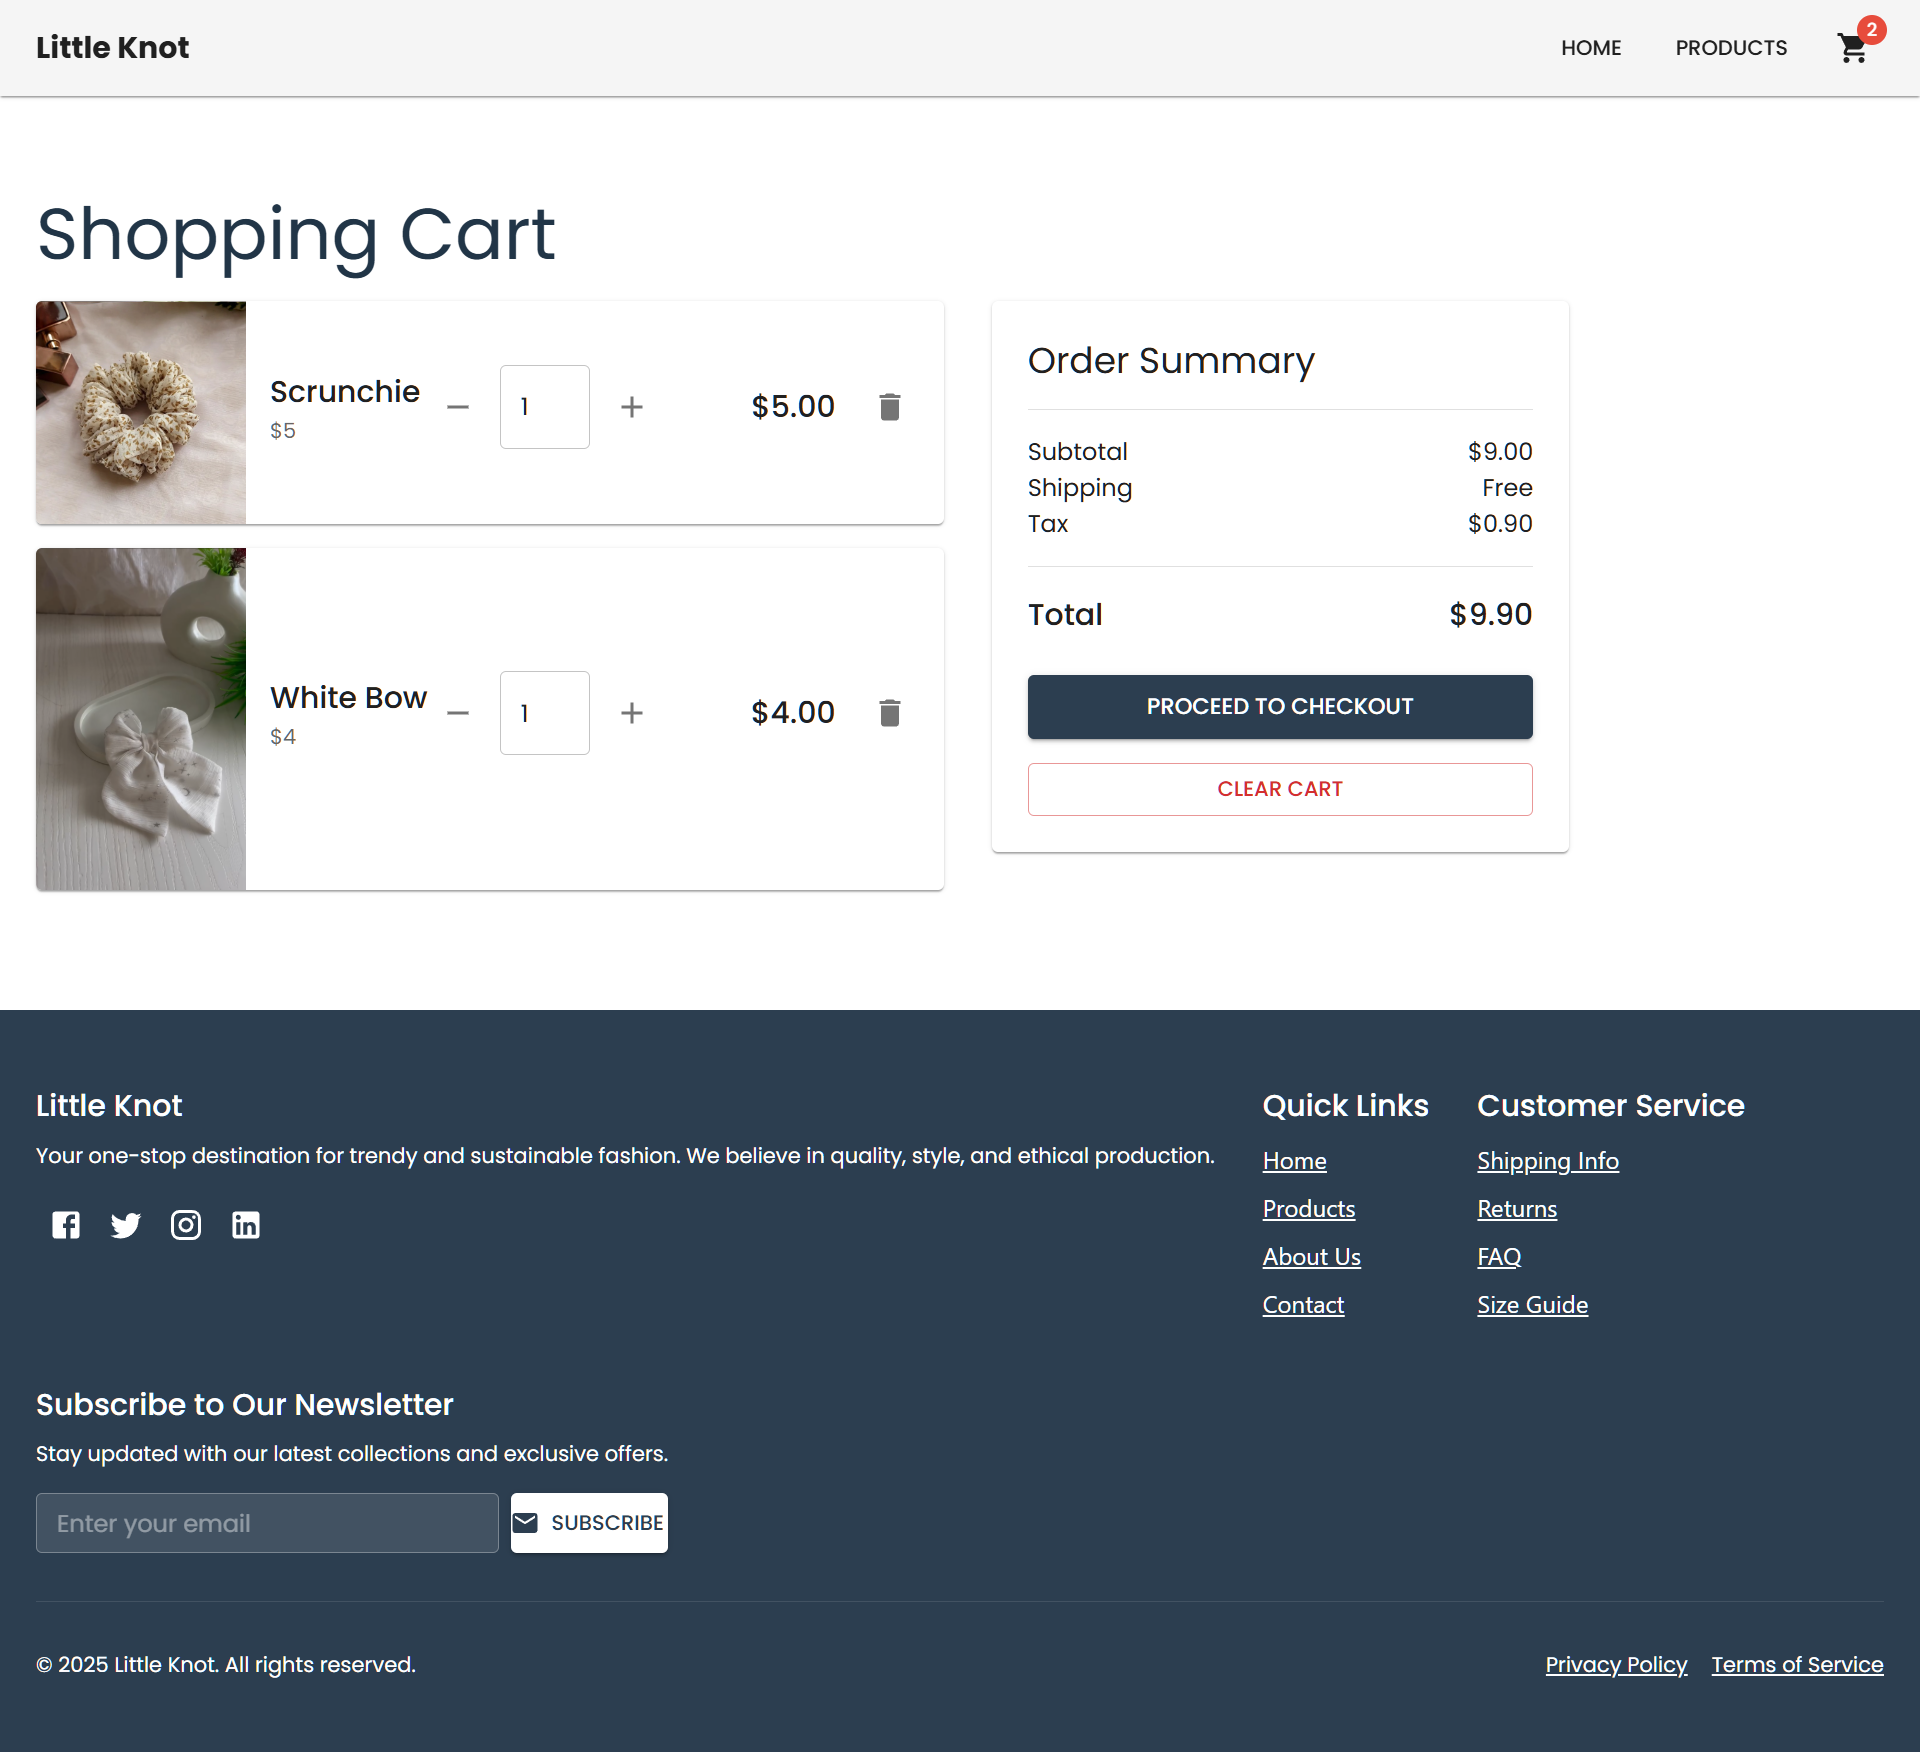 Little Knot
HOME PRODUCTS 2
Shopping Cart
Scrunchie
$5
1
$5.00
White Bow
$4
1
$4.00
Order Summary
Subtotal $9.00
Shipping Free
Tax $0.90
Total $9.90
PROCEED TO CHECKOUT
CLEAR CART
Little Knot
Your one-stop destination for trendy and sustainable fashion. We believe in quality, style, and ethical production.
Quick Links
Home
Products
About Us
Contact
Customer Service
Shipping Info
Returns
FAQ
Size Guide
Subscribe to Our Newsletter
Stay updated with our latest collections and exclusive offers.
Enter your email
SUBSCRIBE
© 2025 Little Knot. All rights reserved.
Privacy Policy Terms of Service